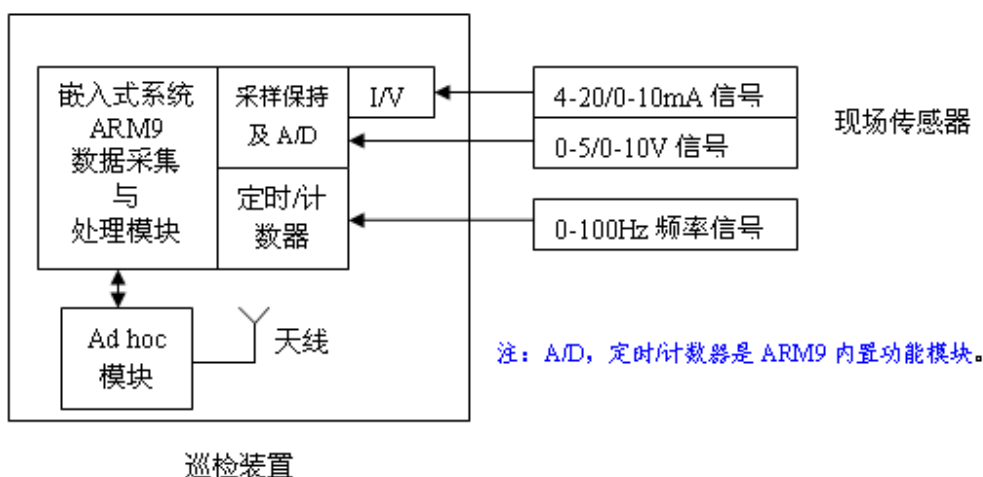 嵌入式系统
ARM9
数据采集
与
处理模块
采样保持
及 A/D
I/V
定时/计
数器
4-20/0-10mA 信号
0-5/0-10V 信号
0-100Hz 频率信号
现场传感器
Ad hoc
模块
天线
注：A/D，定时/计数器是 ARM9 内置功能模块。
巡检装置